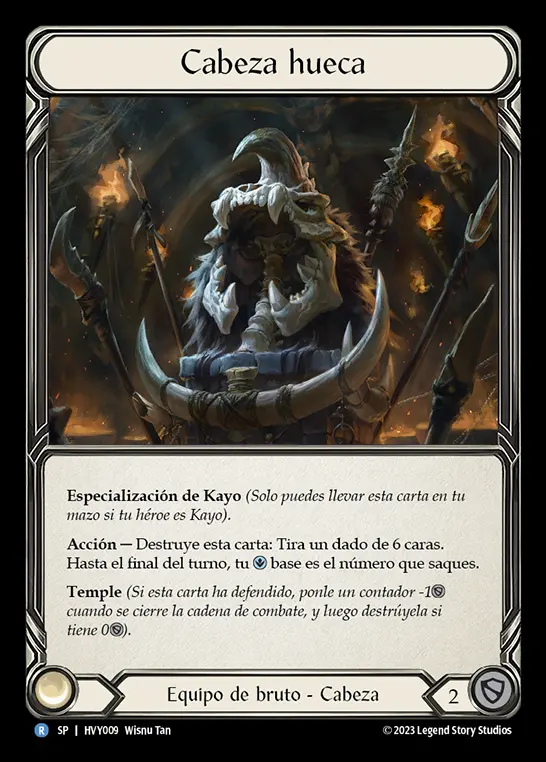 Cabeza hueca
Especialización de Kayo (Solo puedes llevar esta carta en tu
mazo si tu héroe es Kayo).
Acción — Destruye esta carta: Tira un dado de 6 caras.
Hasta el final del turno, tu base es el número que saques.
Temple (Si esta carta ha defendido, ponle un contador -1
cuando se cierre la cadena de combate, y luego destrúyela si
tiene 0).
Equipo de bruto - Cabeza
2
R SP | HVY009 Wisnu Tan
©2023 Legend Story Studios